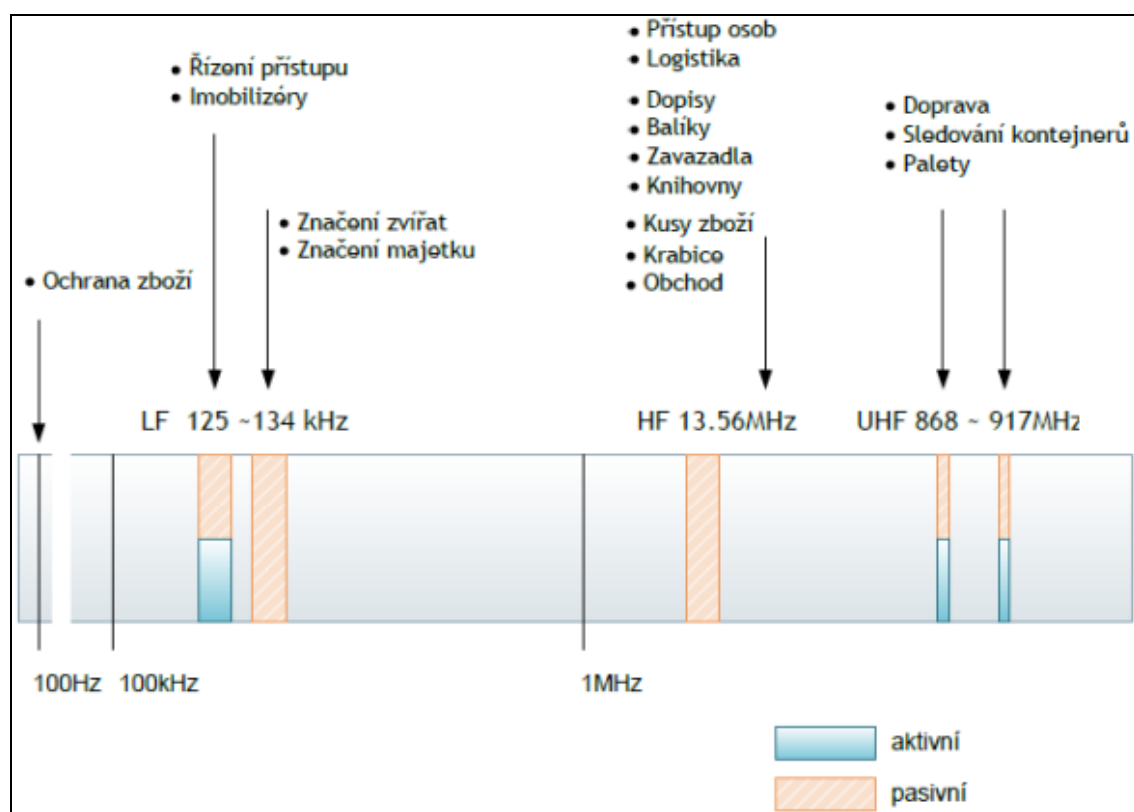 • Řízení přístupu
• Imobilizéry
• Přístup osob
• Logistika
• Dopisy
• Balíky
• Zavazadla
• Knihovny
• Kusy zboží
• Krabice
• Obchod
• Doprava
• Sledování kontejnerů
• Palety
• Značení zvířat
• Značení majetku
• Ochrana zboží
LF 125 ~134 kHz
HF 13.56MHz
UHF 868 ~ 917MHz
100Hz
100kHz
1MHz
aktivní
pasivní